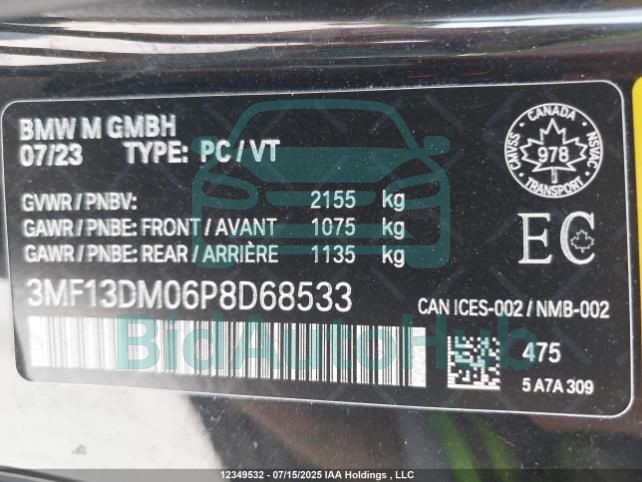 BMW M GMBH
07/23 TYPE: PC / VT
CANADA
CMVSS
NSVAC
978
TRANSPORT
GVWR / PNBV: 2155 kg
GAWR / PNBE: FRONT / AVANT 1075 kg
GAWR / PNBE: REAR / ARRIÈRE 1135 kg
EC
3MF13DM06P8D68533
CAN ICES-002 / NMB-002
BidAutoHub
475
5 A7A 309
12349532 - 07/15/2025 IAA Holdings , LLC